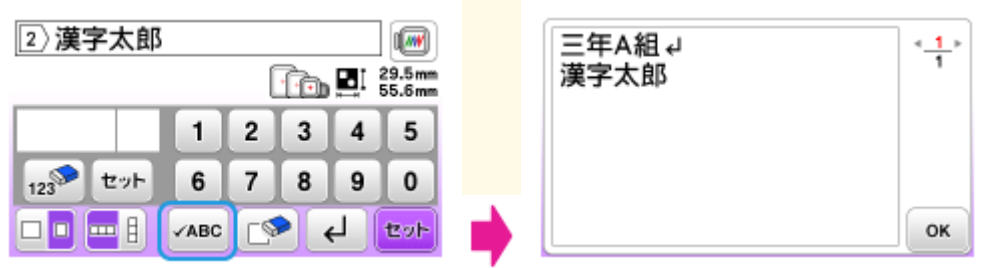 2 漢字太郎
29.5mm
55.6mm
1 2 3 4 5
123 セット 6 7 8 9 0
✓ABC ↵ セット
三年A組↵
漢字太郎
1
1
OK